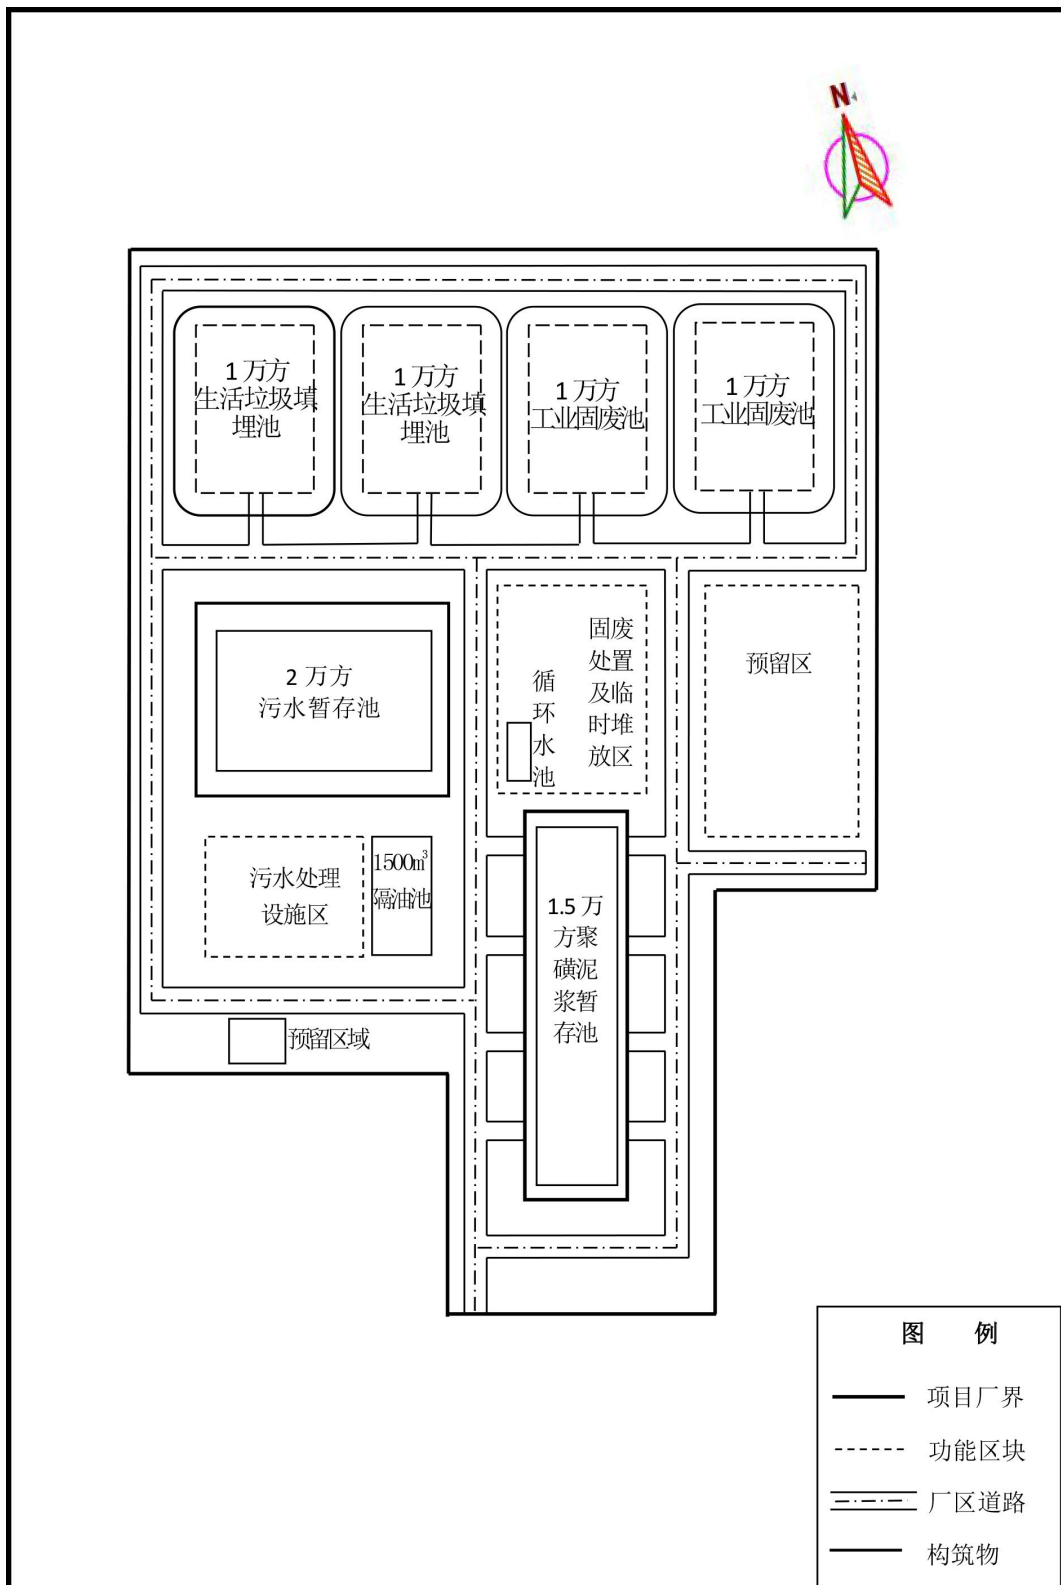 N
1 万方
生活垃圾填
埋池
1 万方
生活垃圾填
埋池
1 万方
工业固废池
1 万方
工业固废池
2 万方
污水暂存池
循
环
水
池
固废
处置
及临
时堆
放区
预留区
污水处理
设施区
1500m³
隔油池
1.5 万
方聚
磺泥
浆暂
存池
预留区域
图 例
项目厂界
功能区块
厂区道路
构筑物